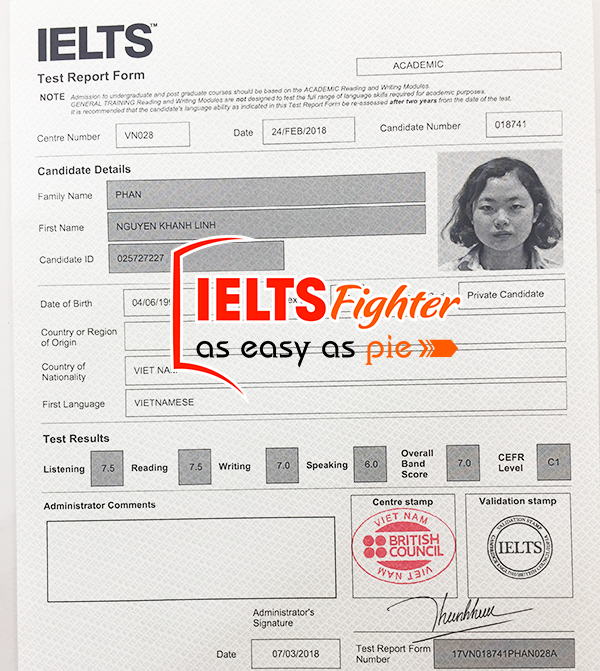 IELTS™
Test Report Form
ACADEMIC
NOTE Admission to undergraduate and post graduate courses should be based on the ACADEMIC Reading and Writing Modules.
GENERAL TRAINING Reading and Writing Modules are not designed to test the full range of language skills required for academic purposes.
It is recommended that the candidate's language ability as indicated in this Test Report Form be re-assessed after two years from the date of the test.
Centre Number VN028 Date 24/FEB/2018 Candidate Number 018741
Candidate Details
Family Name PHAN
First Name NGUYEN KHANH LINH
Candidate ID 025727227
Date of Birth 04/06/19 Private Candidate
IELTS Fighter
as easy as pie
Country or Region
of Origin
Country of
Nationality VIET NA
First Language VIETNAMESE
Test Results
Listening 7.5 Reading 7.5 Writing 7.0 Speaking 6.0 Overall Band Score 7.0 CEFR Level C1
Administrator Comments
Centre stamp
Validation stamp
VIET NAM
BRITISH
COUNCIL
VIET NAM
IELTS
Administrator's
Signature
Date 07/03/2018
Test Report Form
Number 17VN018741PHAN028A